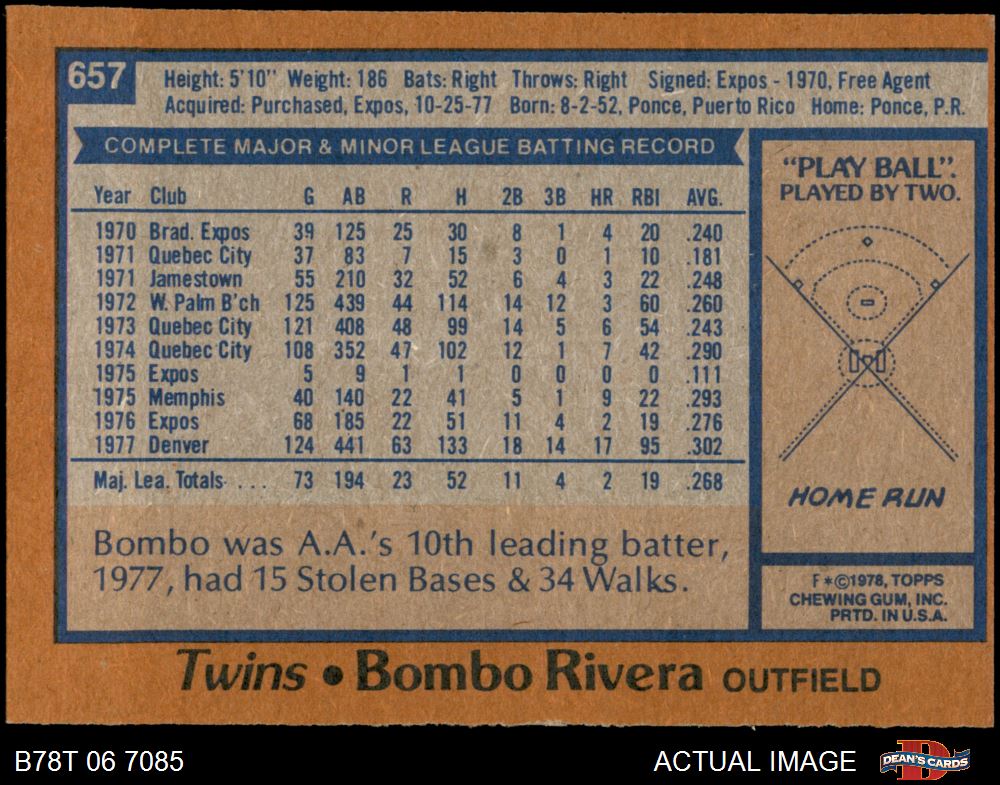 657
Height: 5'10" Weight: 186 Bats: Right Throws: Right Signed: Expos - 1970, Free Agent
Acquired: Purchased, Expos, 10-25-77 Born: 8-2-52, Ponce, Puerto Rico Home: Ponce, P.R.
COMPLETE MAJOR & MINOR LEAGUE BATTING RECORD
Year Club G AB R H 2B 3B HR RBI AVG.
1970 Brad. Expos 39 125 25 30 8 1 4 20 .240
1971 Quebec City 37 83 7 15 3 0 1 10 .181
1971 Jamestown 55 210 32 52 6 4 3 22 .248
1972 W. Palm B'ch 125 439 44 114 14 12 3 60 .260
1973 Quebec City 121 408 48 99 14 5 6 54 .243
1974 Quebec City 108 352 47 102 12 1 7 42 .290
1975 Expos 5 9 1 1 0 0 0 0 .111
1975 Memphis 40 140 22 41 5 1 9 22 .293
1976 Expos 68 185 22 51 11 4 2 19 .276
1977 Denver 124 441 63 133 18 14 17 95 .302
Maj. Lea. Totals . . . 73 194 23 52 11 4 2 19 .268
Bombo was A.A.'s 10th leading batter,
1977, had 15 Stolen Bases & 34 Walks.
"PLAY BALL".
PLAYED BY TWO.
HOME RUN
F*©1978, TOPPS
CHEWING GUM, INC.
PRTD. IN U.S.A.
Twins • Bombo Rivera OUTFIELD
B78T 06 7085 ACTUAL IMAGE
D
DEAN'S CARDS